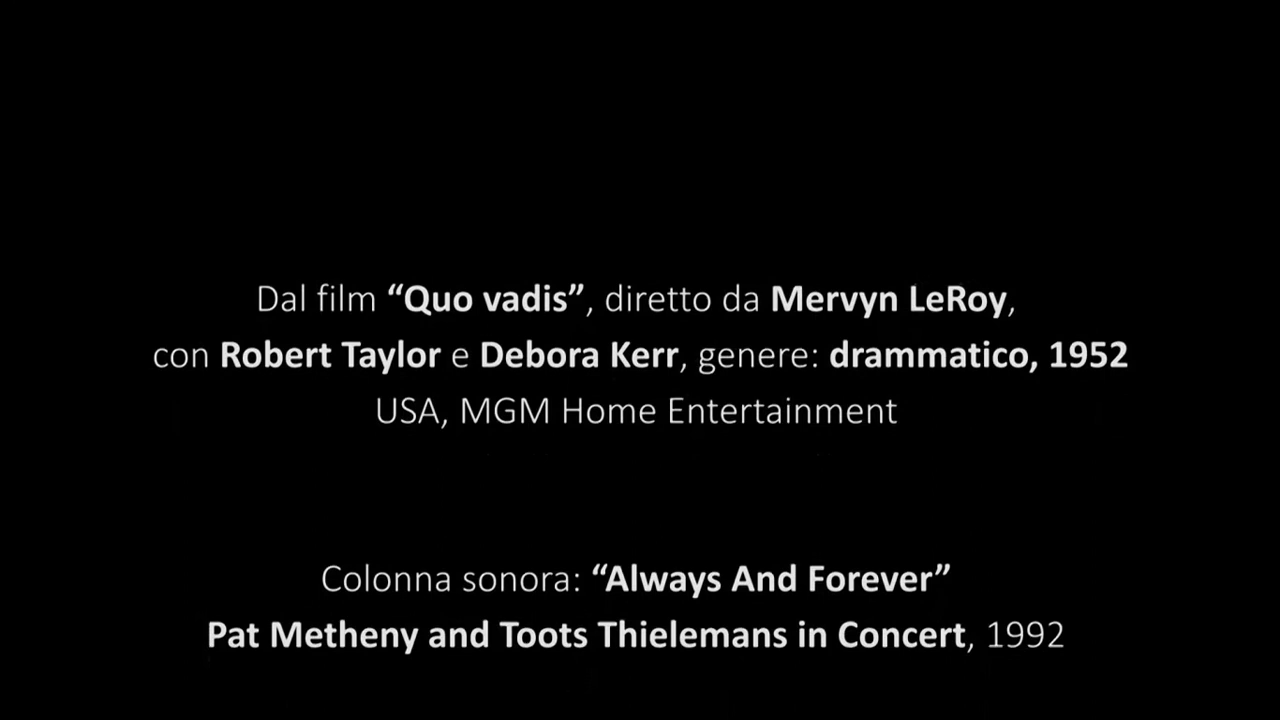 Dal film “Quo vadis”, diretto da Mervyn LeRoy,
con Robert Taylor e Debora Kerr, genere: drammatico, 1952
USA, MGM Home Entertainment
Colonna sonora: “Always And Forever”
Pat Metheny and Toots Thielemans in Concert, 1992